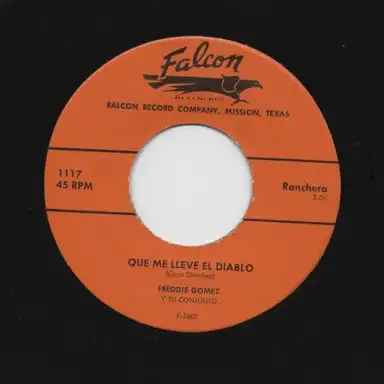 Falcon
FALCON RECORD COMPANY, MISSION, TEXAS
1117
45 RPM
Ranchera
QUE ME LLEVE EL DIABLO
FREDDIE GOMEZ
Y SU CONJUNTO